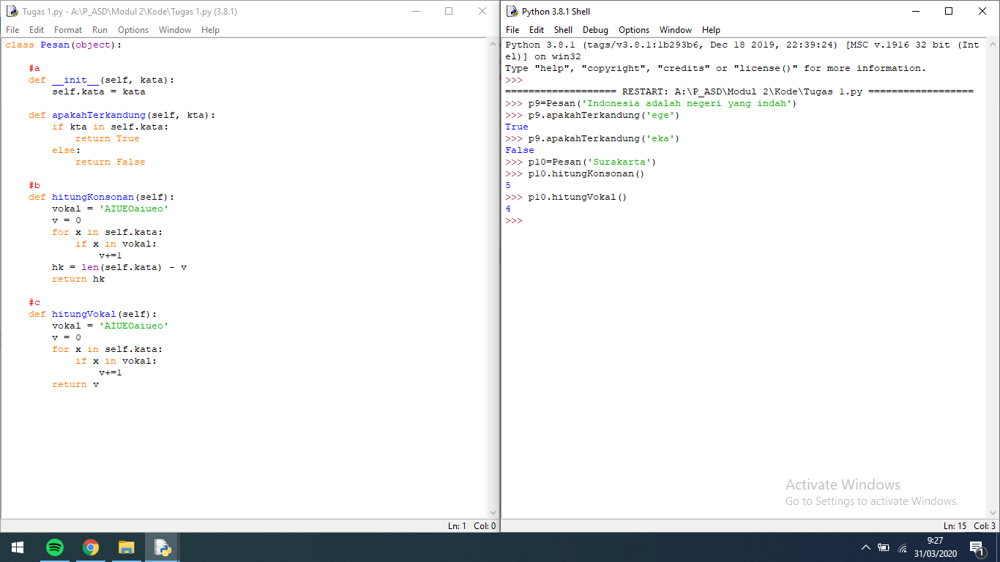 Tugas 1.py - A:\P_ASD\Modul 2\Kode\Tugas 1.py (3.8.1)
File Edit Format Run Options Window Help
class Pesan(object):
#a
def __init__(self, kata):
self.kata = kata
def apakahTerkandung(self, kta):
if kta in self.kata:
return True
else:
return False
#b
def hitungKonsonan(self):
vokal = 'AIUEOaiueo'
v = 0
for x in self.kata:
if x in vokal:
v+=1
hk = len(self.kata) - v
return hk
#c
def hitungVokal(self):
vokal = 'AIUEOaiueo'
v = 0
for x in self.kata:
if x in vokal:
v+=1
return v
Ln: 1 Col: 0
Python 3.8.1 Shell
File Edit Shell Debug Options Window Help
Python 3.8.1 (tags/v3.8.1:1b293b6, Dec 18 2019, 22:39:24) [MSC v.1916 32 bit (Int
el)] on win32
Type "help", "copyright", "credits" or "license()" for more information.
>>>
=================== RESTART: A:\P_ASD\Modul 2\Kode\Tugas 1.py ==================
>>> p9=Pesan('Indonesia adalah negeri yang indah')
>>> p9.apakahTerkandung('ege')
True
>>> p9.apakahTerkandung('eka')
False
>>> p10=Pesan('Surakarta')
>>> p10.hitungKonsonan()
5
>>> p10.hitungVokal()
4
>>>
Activate Windows
Go to Settings to activate Windows.
Ln: 15 Col: 3
9:27
31/03/2020
1